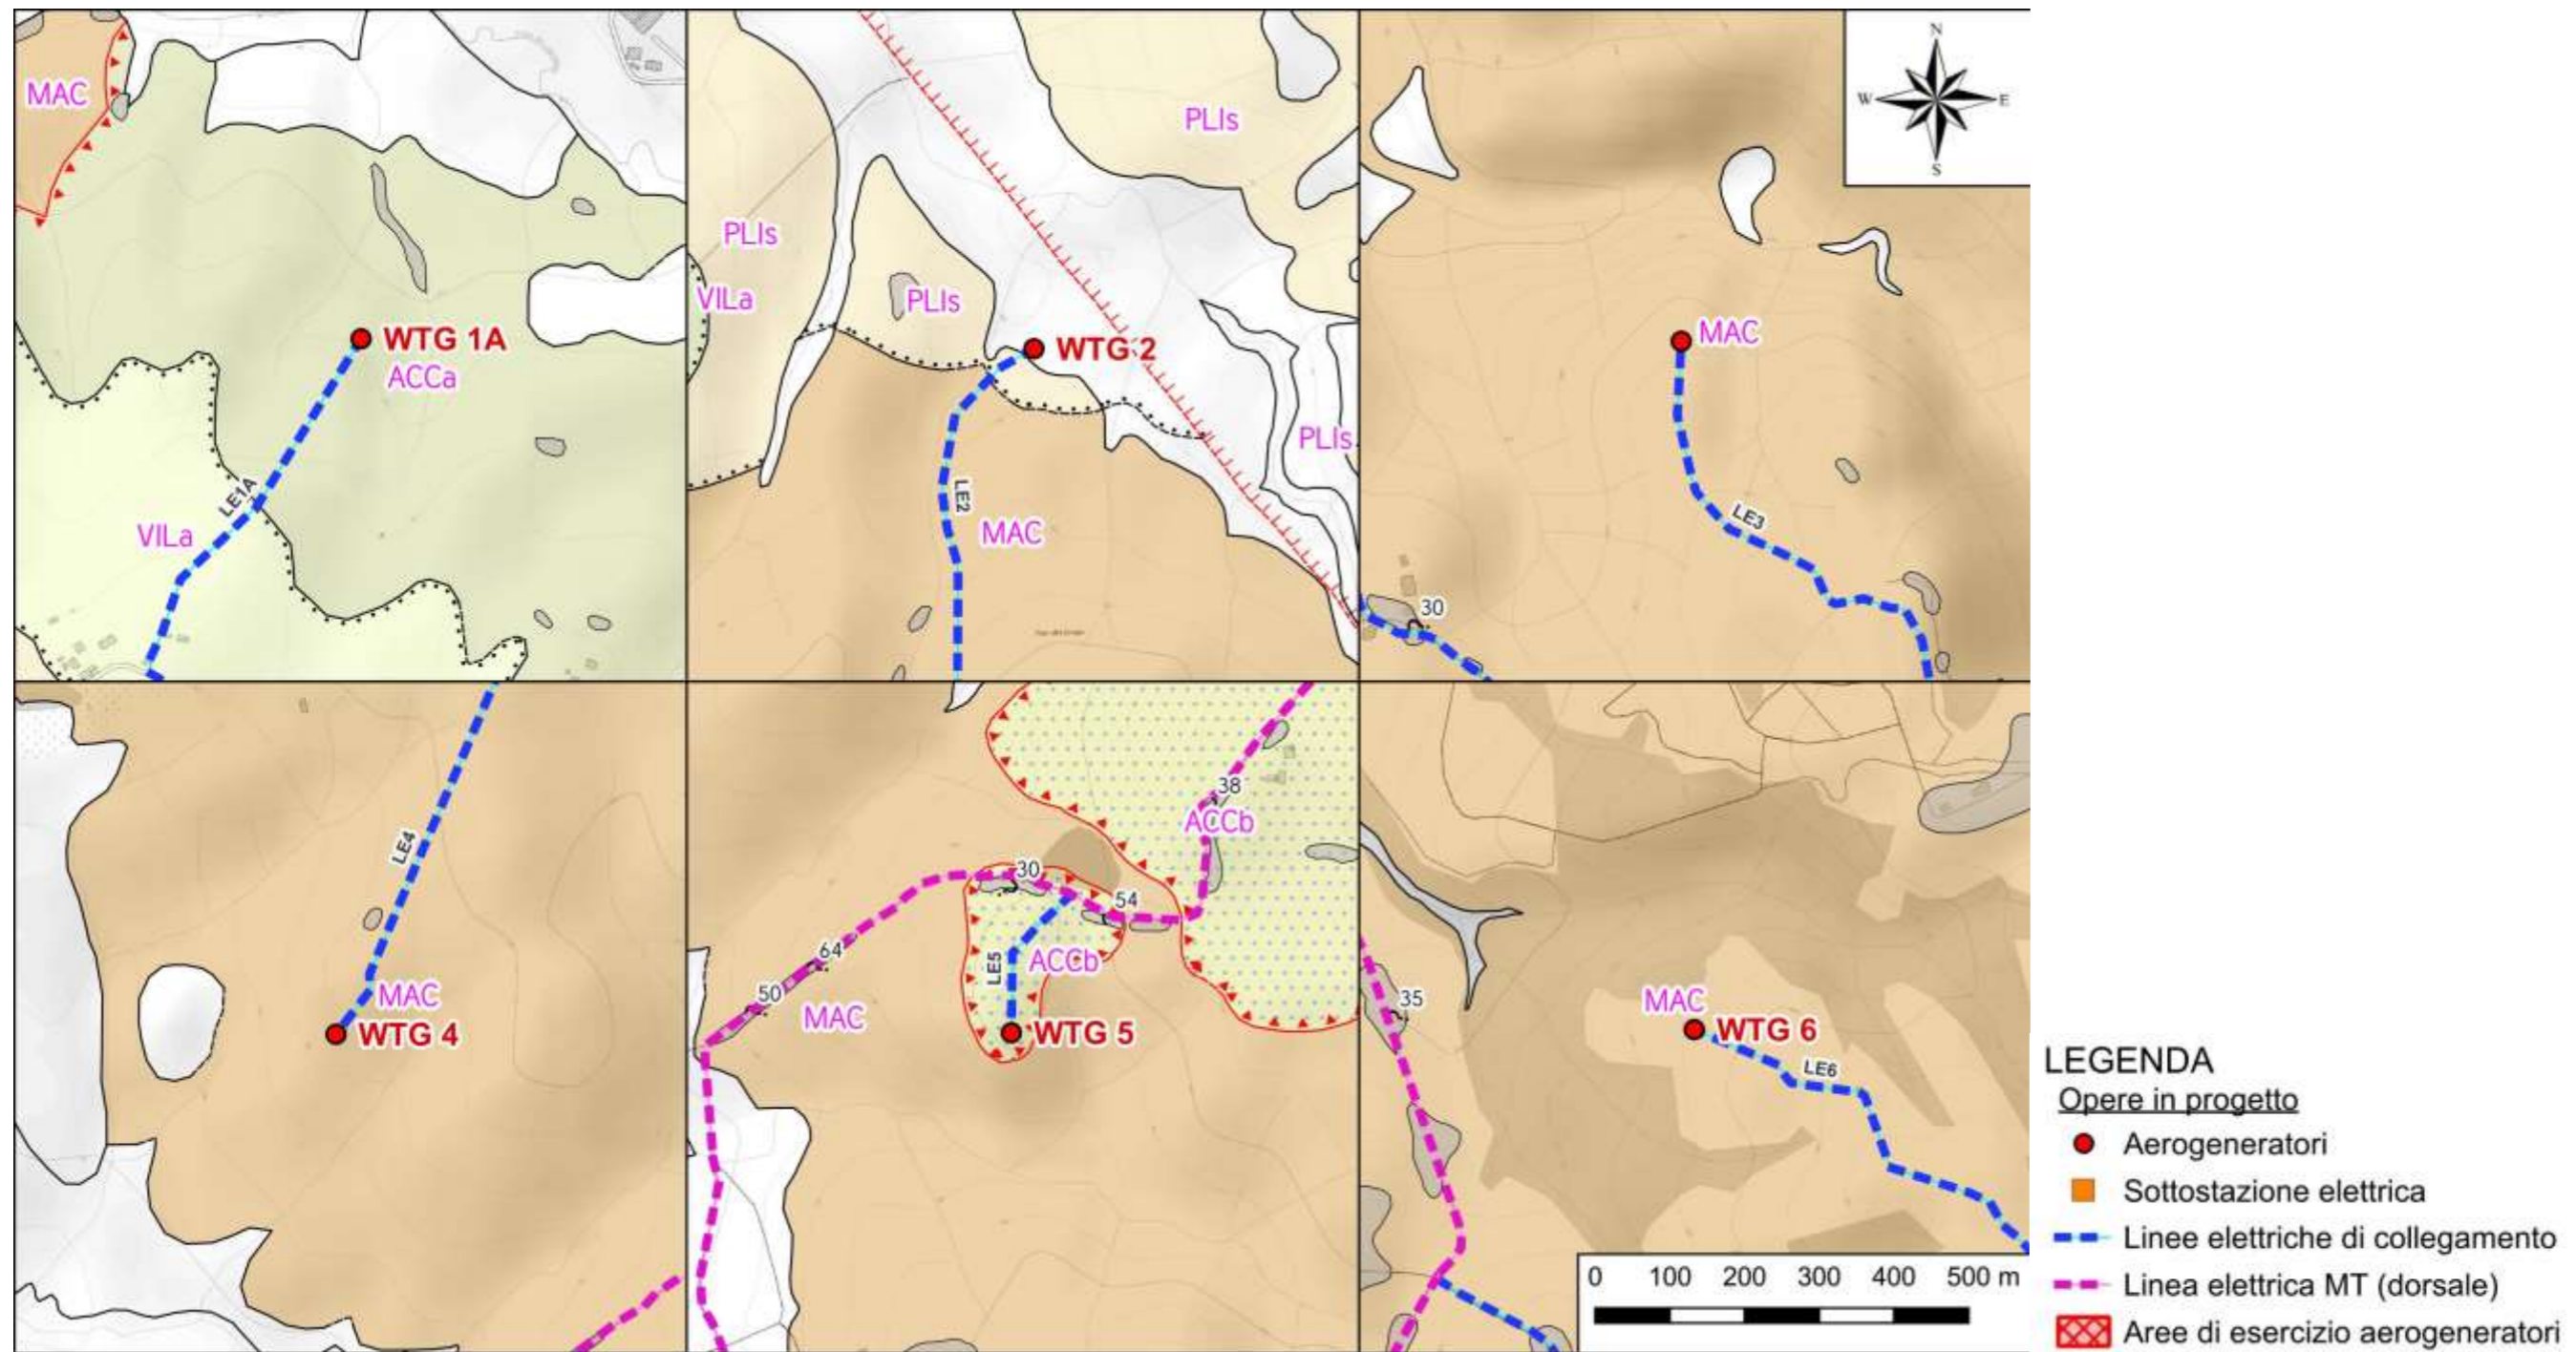 MAC
WTG 1A
ACCa
LE1A
VILa
PLIs
PLIs
VILa
PLIs
WTG 2
PLIs
LE2
MAC
N
W
E
S
MAC
LE3
30
LE4
MAC
WTG 4
38
ACCb
30
54
64
ACCb
LE5
50
MAC
WTG 5
35
MAC
WTG 6
LE6
0 100 200 300 400 500 m
LEGENDA
Opere in progetto
Aerogeneratori
Sottostazione elettrica
Linee elettriche di collegamento
Linea elettrica MT (dorsale)
Aree di esercizio aerogeneratori